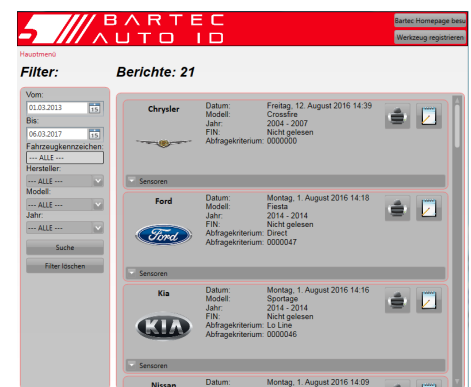 BARTEC
AUTO ID
Bartec Homepage besu
Werkzeug registrieren
Hauptmenü
Filter:
Berichte: 21
Vom:
01.03.2013
15
Bis:
06.03.2017
15
Fahrzeugkennzeichen:
--- ALLE ---
Hersteller:
--- ALLE ---
Modell:
--- ALLE ---
Jahr:
--- ALLE ---
Suche
Filter löschen
Chrysler
Datum: Freitag, 12. August 2016 14:39
Modell: Crossfire
Jahr: 2004 - 2007
FIN: Nicht gelesen
Abfragekriterium: 0000000
Sensoren
Ford
Ford
Datum: Montag, 1. August 2016 14:18
Modell: Fiesta
Jahr: 2014 - 2014
FIN: Nicht gelesen
Abfragekriterium: Direct
Abfragekriterium: 0000047
Sensoren
Kia
KIA
Datum: Montag, 1. August 2016 14:16
Modell: Sportage
Jahr: 2014 - 2014
FIN: Nicht gelesen
Abfragekriterium: Lo Line
Abfragekriterium: 0000046
Sensoren
Nissan
Datum: Montag, 1. August 2016 14:09